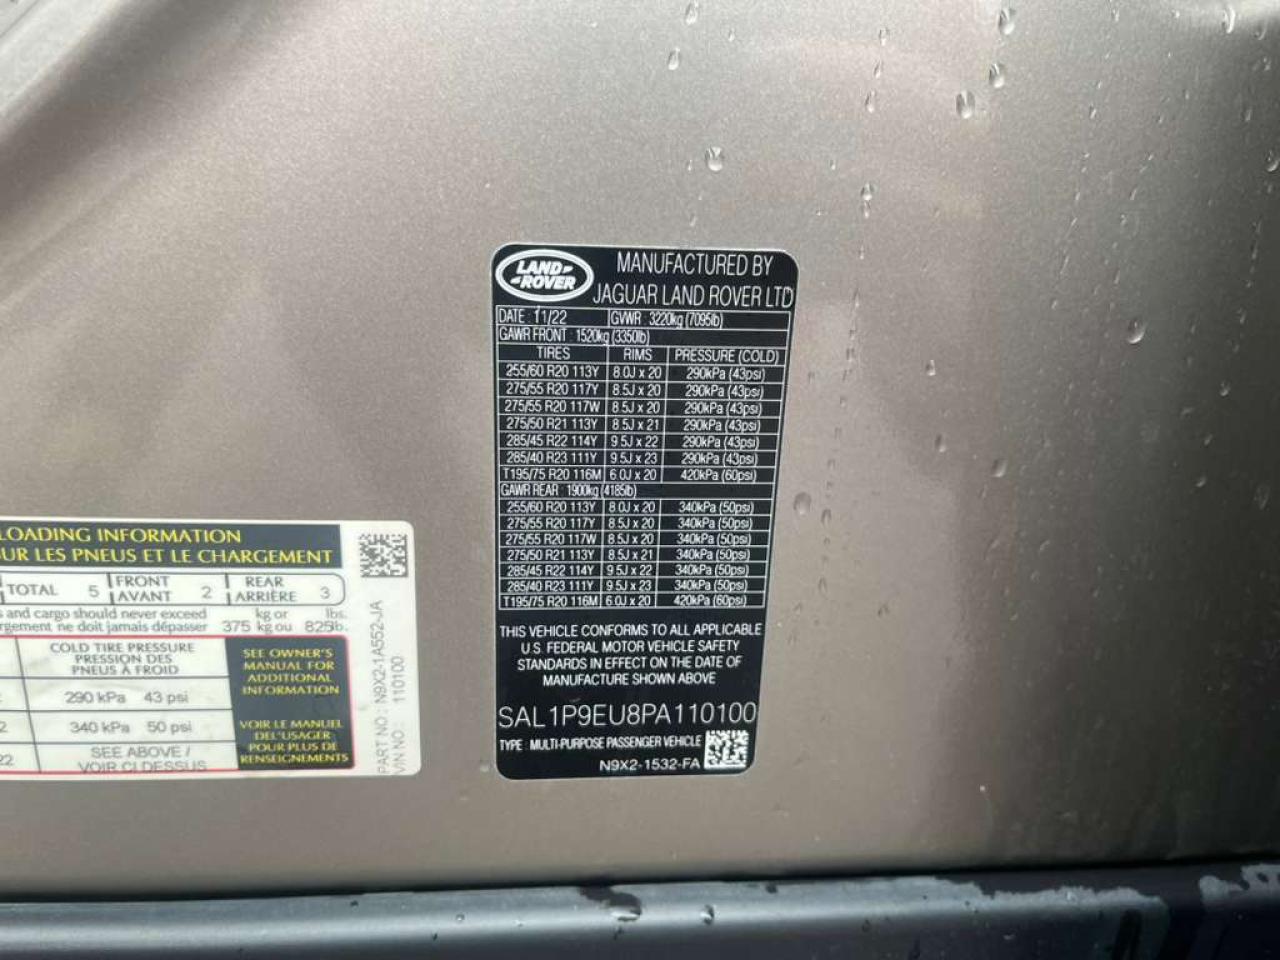 LAND-
-ROVER
MANUFACTURED BY
JAGUAR LAND ROVER LTD
DATE : 11/22 GVWR : 3220kg (7095lb)
GAWR FRONT : 1520kg (3350lb)
TIRES RIMS PRESSURE (COLD)
255/60 R20 113Y 8.0J x 20 290kPa (43psi)
275/55 R20 117Y 8.5J x 20 290kPa (43psi)
275/55 R20 117W 8.5J x 20 290kPa (43psi)
275/50 R21 113Y 8.5J x 21 290kPa (43psi)
285/45 R22 114Y 9.5J x 22 290kPa (43psi)
285/40 R23 111Y 9.5J x 23 290kPa (43psi)
T195/75 R20 116M 6.0J x 20 420kPa (60psi)
GAWR REAR : 1900kg (4185lb)
255/60 R20 113Y 8.0J x 20 340kPa (50psi)
275/55 R20 117Y 8.5J x 20 340kPa (50psi)
275/55 R20 117W 8.5J x 20 340kPa (50psi)
275/50 R21 113Y 8.5J x 21 340kPa (50psi)
285/45 R22 114Y 9.5J x 22 340kPa (50psi)
285/40 R23 111Y 9.5J x 23 340kPa (50psi)
T195/75 R20 116M 6.0J x 20 420kPa (60psi)
THIS VEHICLE CONFORMS TO ALL APPLICABLE
U.S. FEDERAL MOTOR VEHICLE SAFETY
STANDARDS IN EFFECT ON THE DATE OF
MANUFACTURE SHOWN ABOVE
SAL1P9EU8PA110100
TYPE : MULTI-PURPOSE PASSENGER VEHICLE
N9X2-1532-FA
LOADING INFORMATION
SUR LES PNEUS ET LE CHARGEMENT
TOTAL 5 FRONT AVANT 2 REAR ARRIÈRE 3
and cargo should never exceed kg or lbs.
ne doit jamais dépasser 375 kg ou 825lb.
COLD TIRE PRESSURE
PRESSION DES
PNEUS À FROID
290 kPa 43 psi
340 kPa 50 psi
SEE ABOVE /
VOIR CI DESSUS
SEE OWNER'S
MANUAL FOR
ADDITIONAL
INFORMATION
VOIR LE MANUEL
DE L'USAGER
POUR PLUS DE
RENSEIGNEMENTS
PART NO : N9X2-1A552-JA
VIN NO : 110100